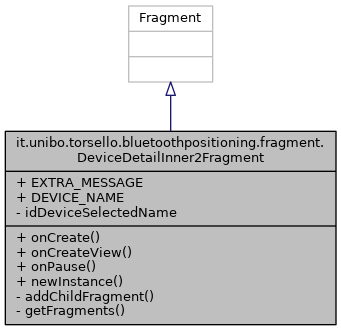 Fragment
it.unibo.torsello.bluetoothpositioning.fragment.
DeviceDetailInner2Fragment
+ EXTRA_MESSAGE
+ DEVICE_NAME
- idDeviceSelectedName
+ onCreate()
+ onCreateView()
+ onPause()
+ newInstance()
- addChildFragment()
- getFragments()